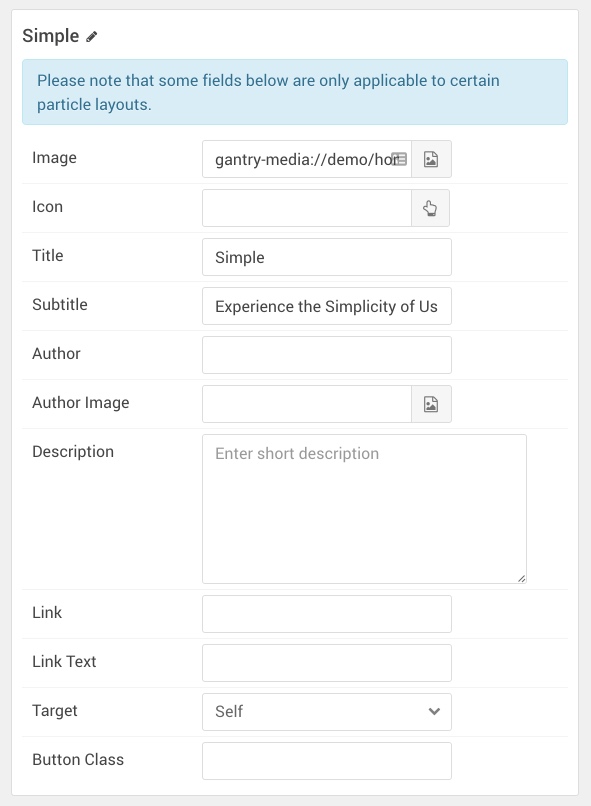 Simple
Please note that some fields below are only applicable to certain
particle layouts.
Image
gantry-media://demo/hor
Icon
Title
Simple
Subtitle
Experience the Simplicity of Us
Author
Author Image
Description
Enter short description
Link
Link Text
Target
Self
Button Class